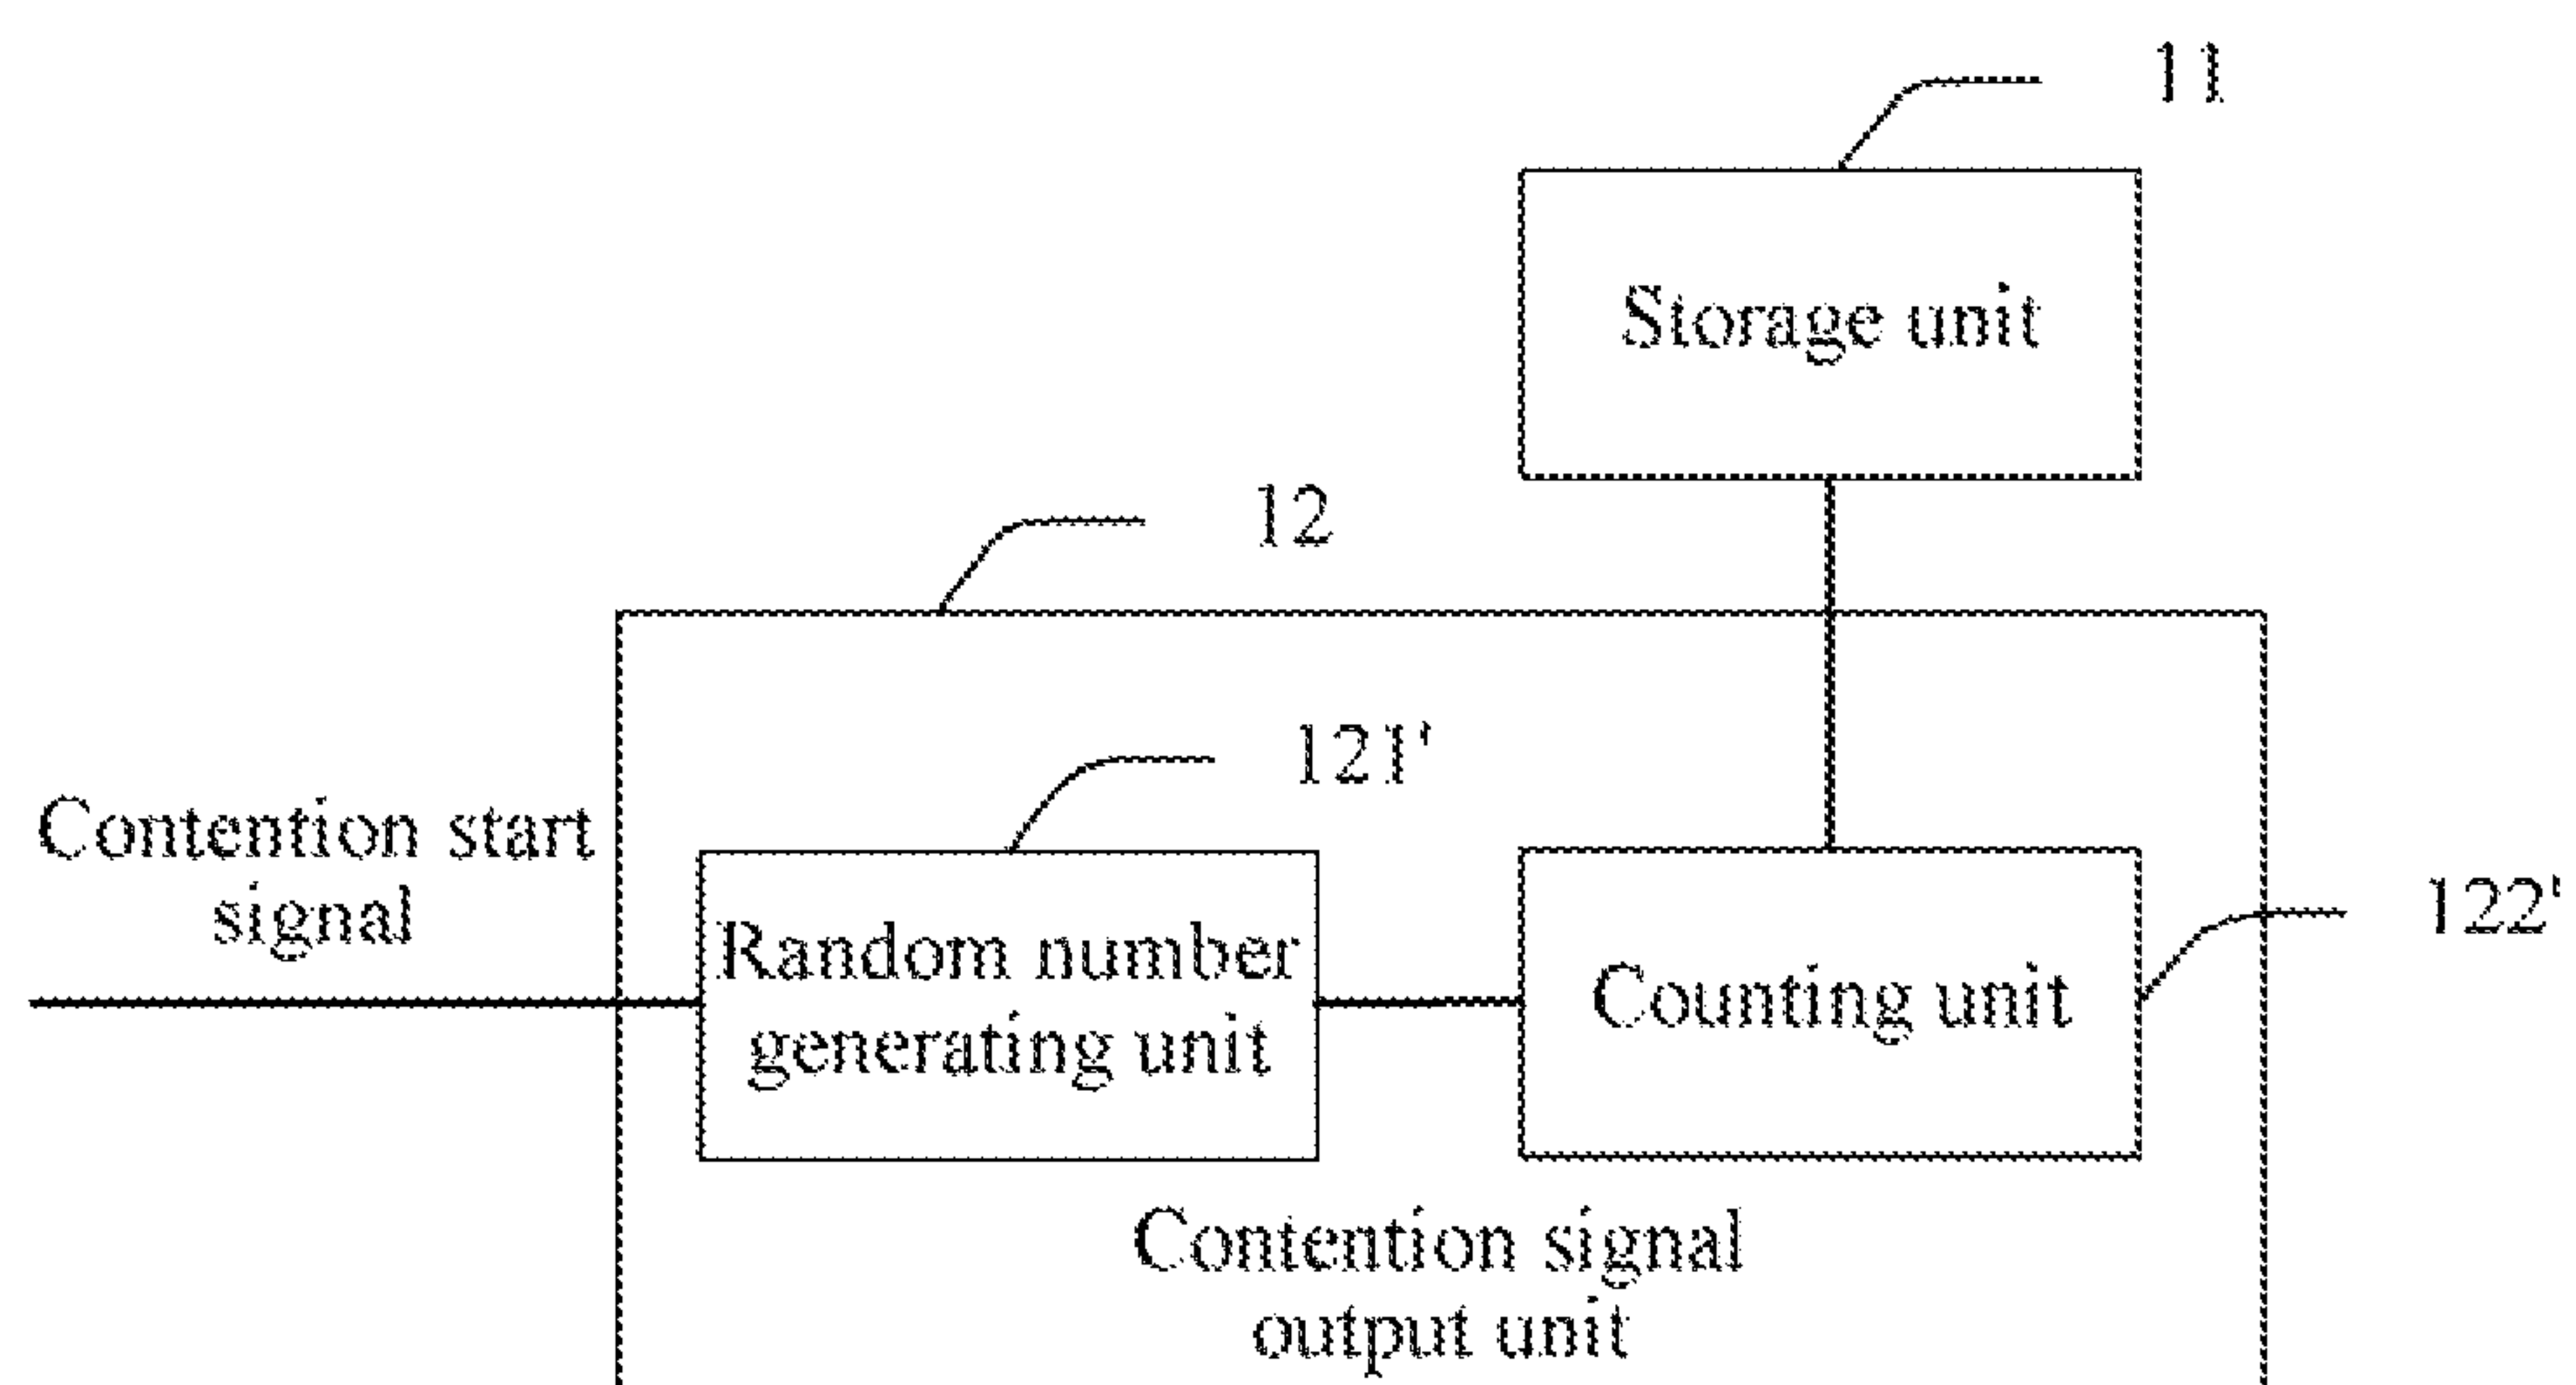 11
Storage unit
12
121'
Contention start
signal
122'
Random number
generating unit
Counting unit
Contention signal
output unit